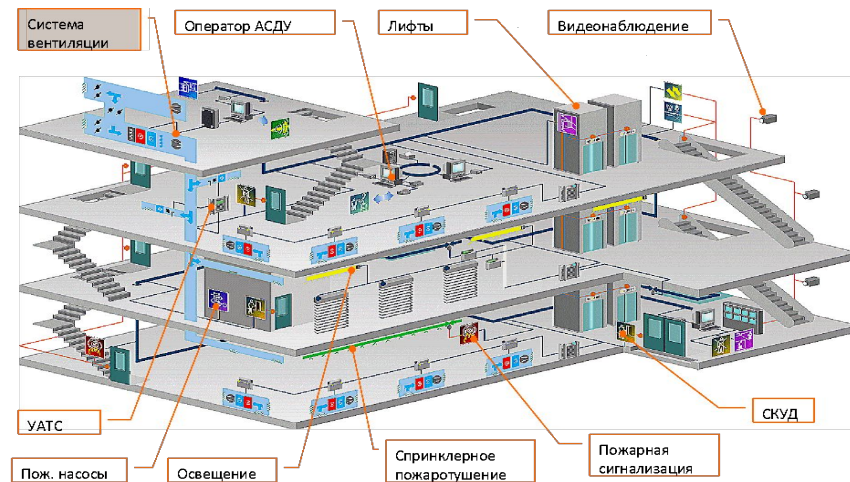 Система
вентиляции
Оператор АСДУ
Лифты
Видеонаблюдение
УАТС
СКУД
Пож. насосы
Освещение
Спринклерное
пожаротушение
Пожарная
сигнализация